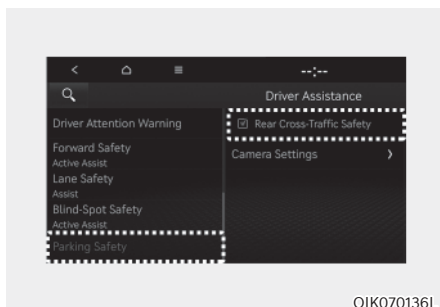 --:--
Driver Assistance
Driver Attention Warning
Forward Safety
Active Assist
Lane Safety
Assist
Blind-Spot Safety
Active Assist
Parking Safety
Rear Cross-Traffic Safety
Camera Settings
OIK070136L